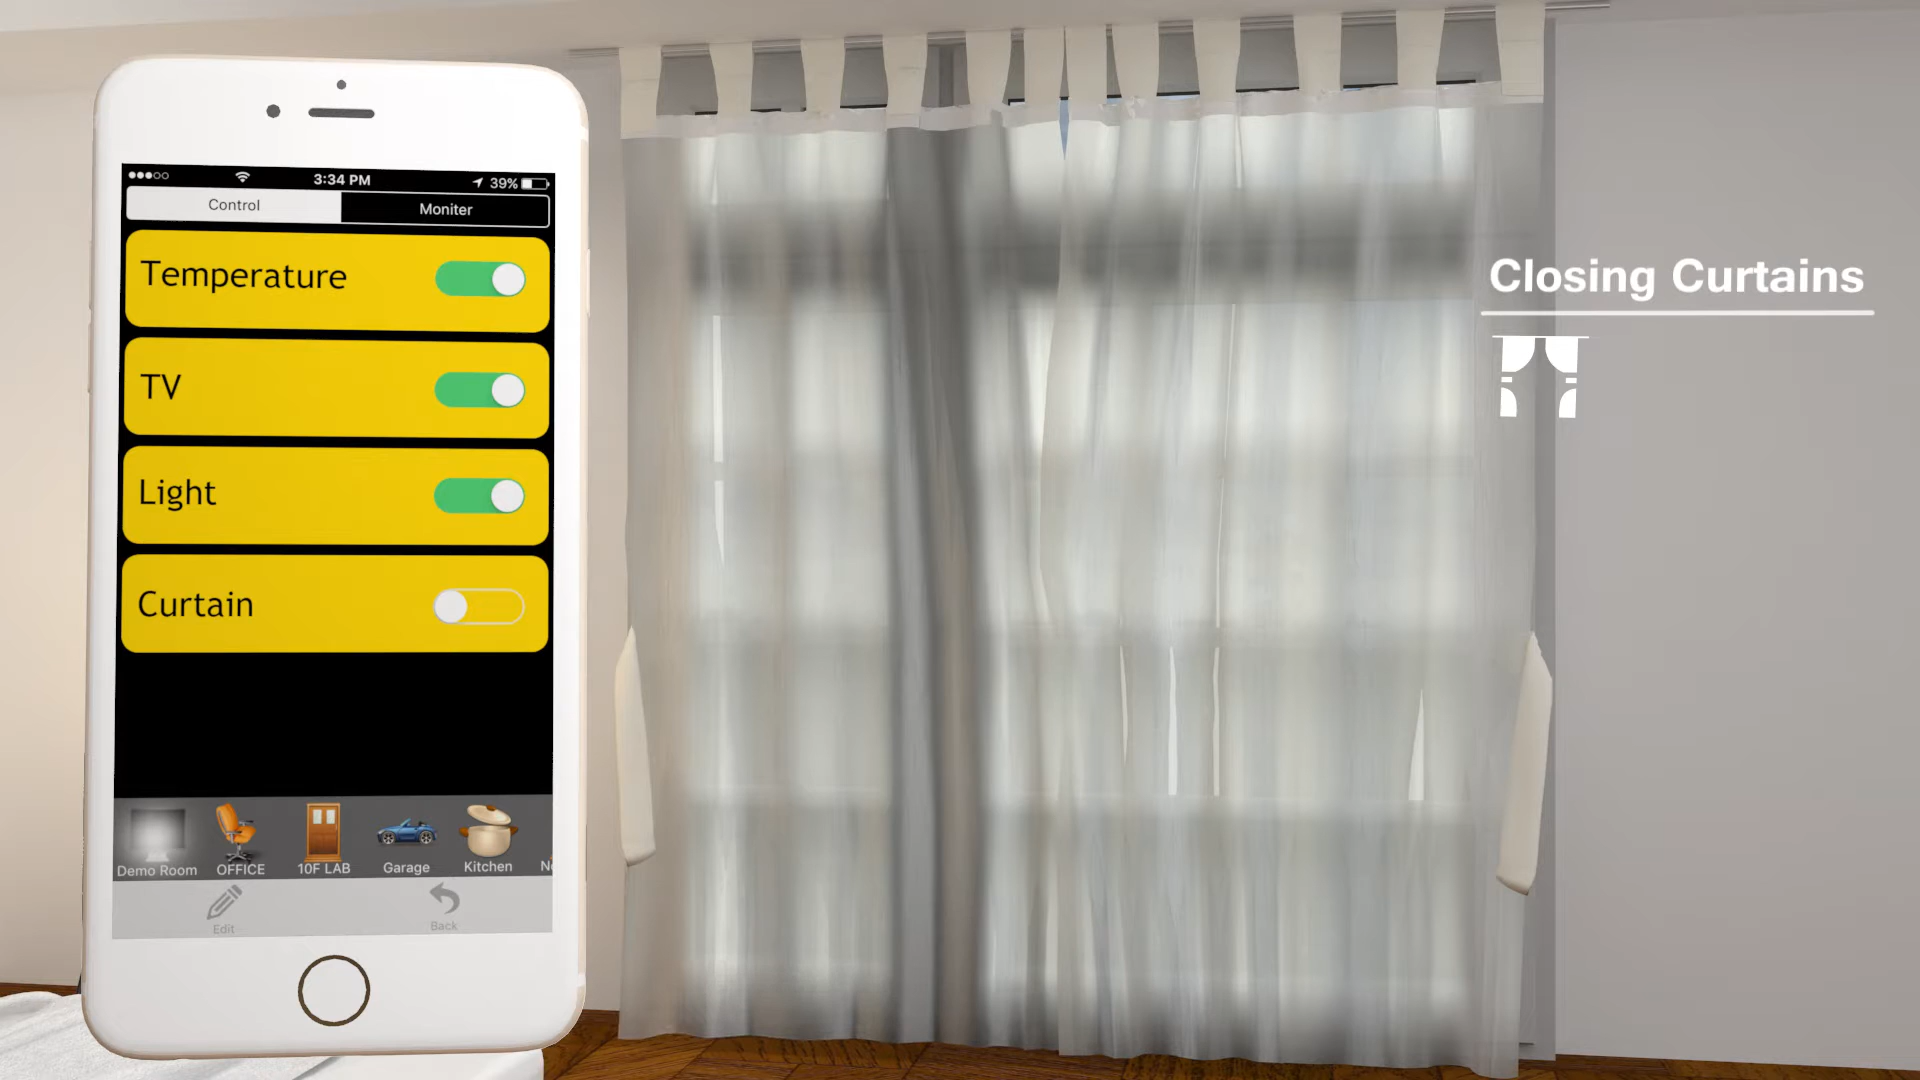 3:34 PM
39%
Control
Moniter
Temperature
TV
Light
Curtain
Demo Room
OFFICE
10F LAB
Garage
Kitchen
Edit
Back
Closing Curtains